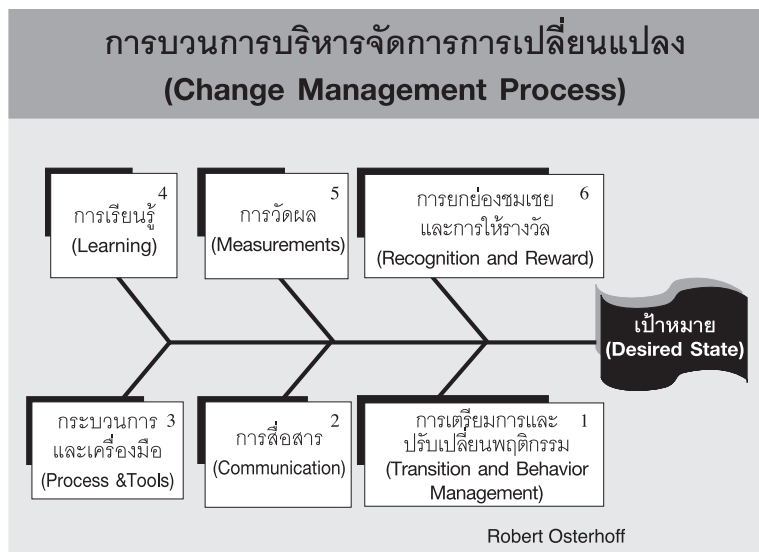 การบวนการบริหารจัดการการเปลี่ยนแปลง
(Change Management Process)
4
การเรียนรู้
(Learning)
5
การวัดผล
(Measurements)
การยกย่องชมเชย 6
และการให้รางวัล
(Recognition and Reward)
เป้าหมาย
(Desired State)
กระบวนการ 3
และเครื่องมือ
(Process &Tools)
2
การสื่อสาร
(Communication)
การเตรียมการและ 1
ปรับเปลี่ยนพฤติกรรม
(Transition and Behavior
Management)
Robert Osterhoff